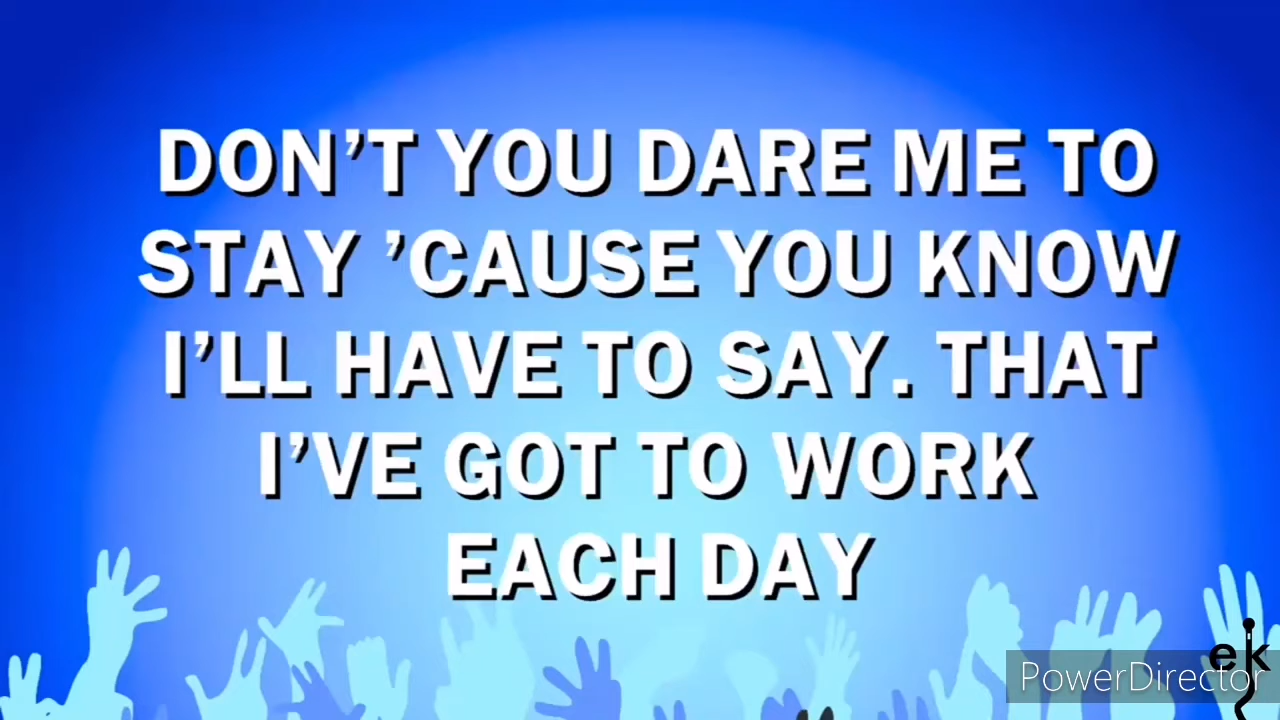 DON’T YOU DARE ME TO
STAY ’CAUSE YOU KNOW
I’LL HAVE TO SAY. THAT
I’VE GOT TO WORK
EACH DAY
ek
PowerDirector